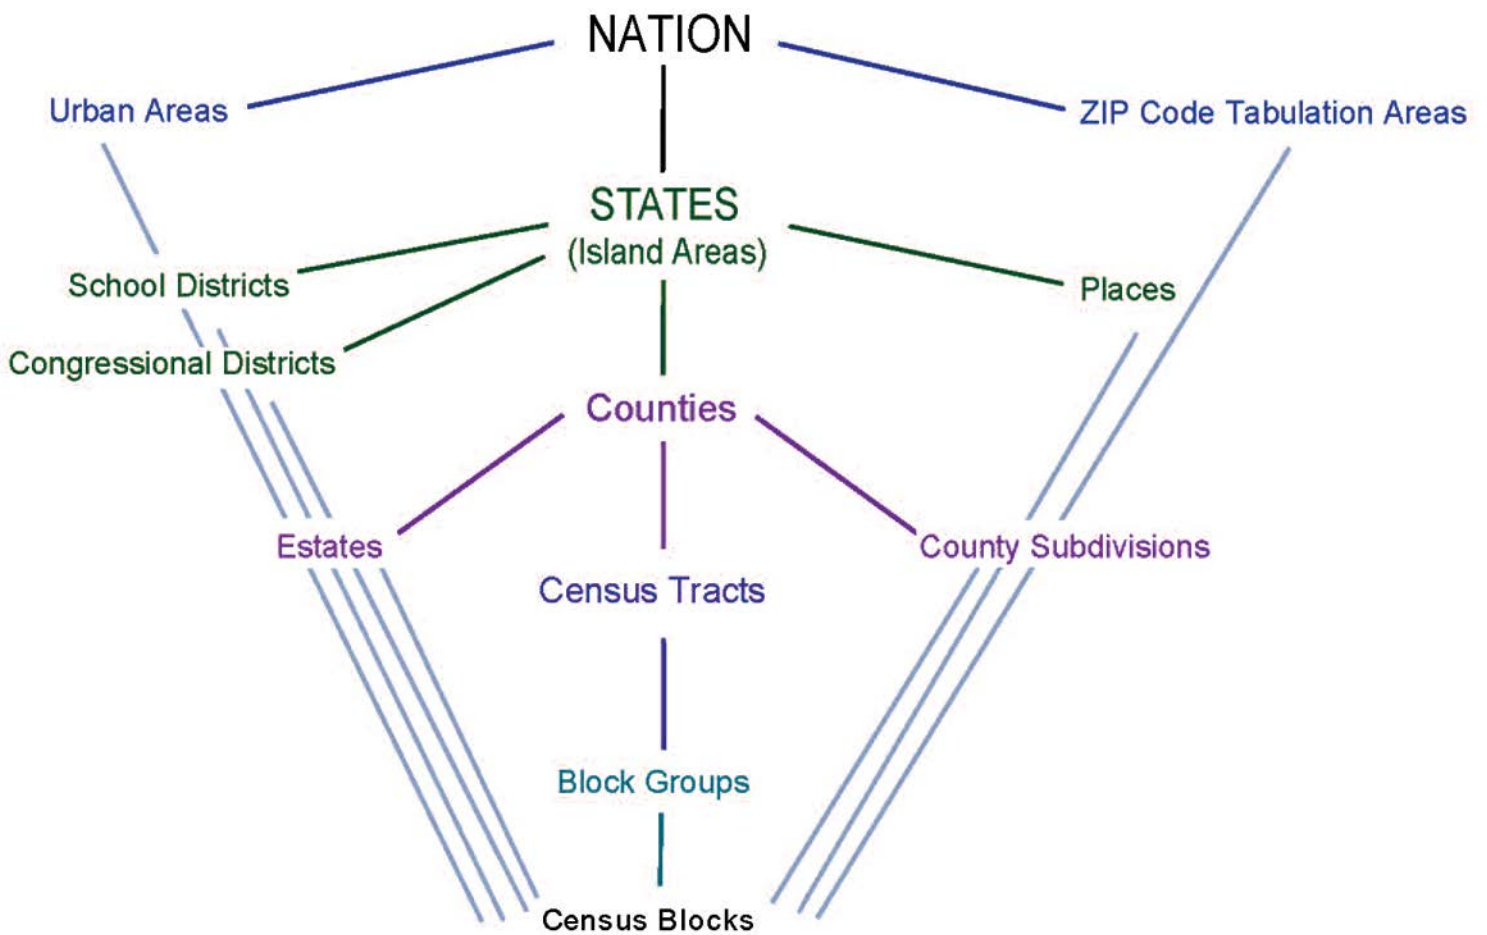 NATION
Urban Areas
ZIP Code Tabulation Areas
STATES
(Island Areas)
School Districts
Places
Congressional Districts
Counties
Estates
County Subdivisions
Census Tracts
Block Groups
Census Blocks